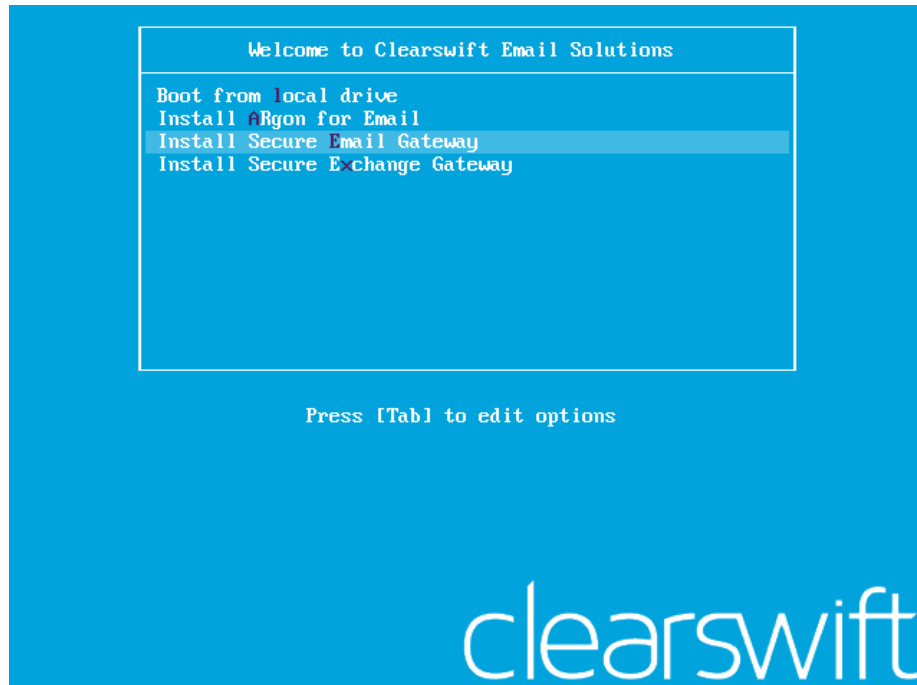 Welcome to Clearswift Email Solutions
Boot from local drive
Install ARgon for Email
Install Secure Email Gateway
Install Secure Exchange Gateway
Press [Tab] to edit options
clearswift